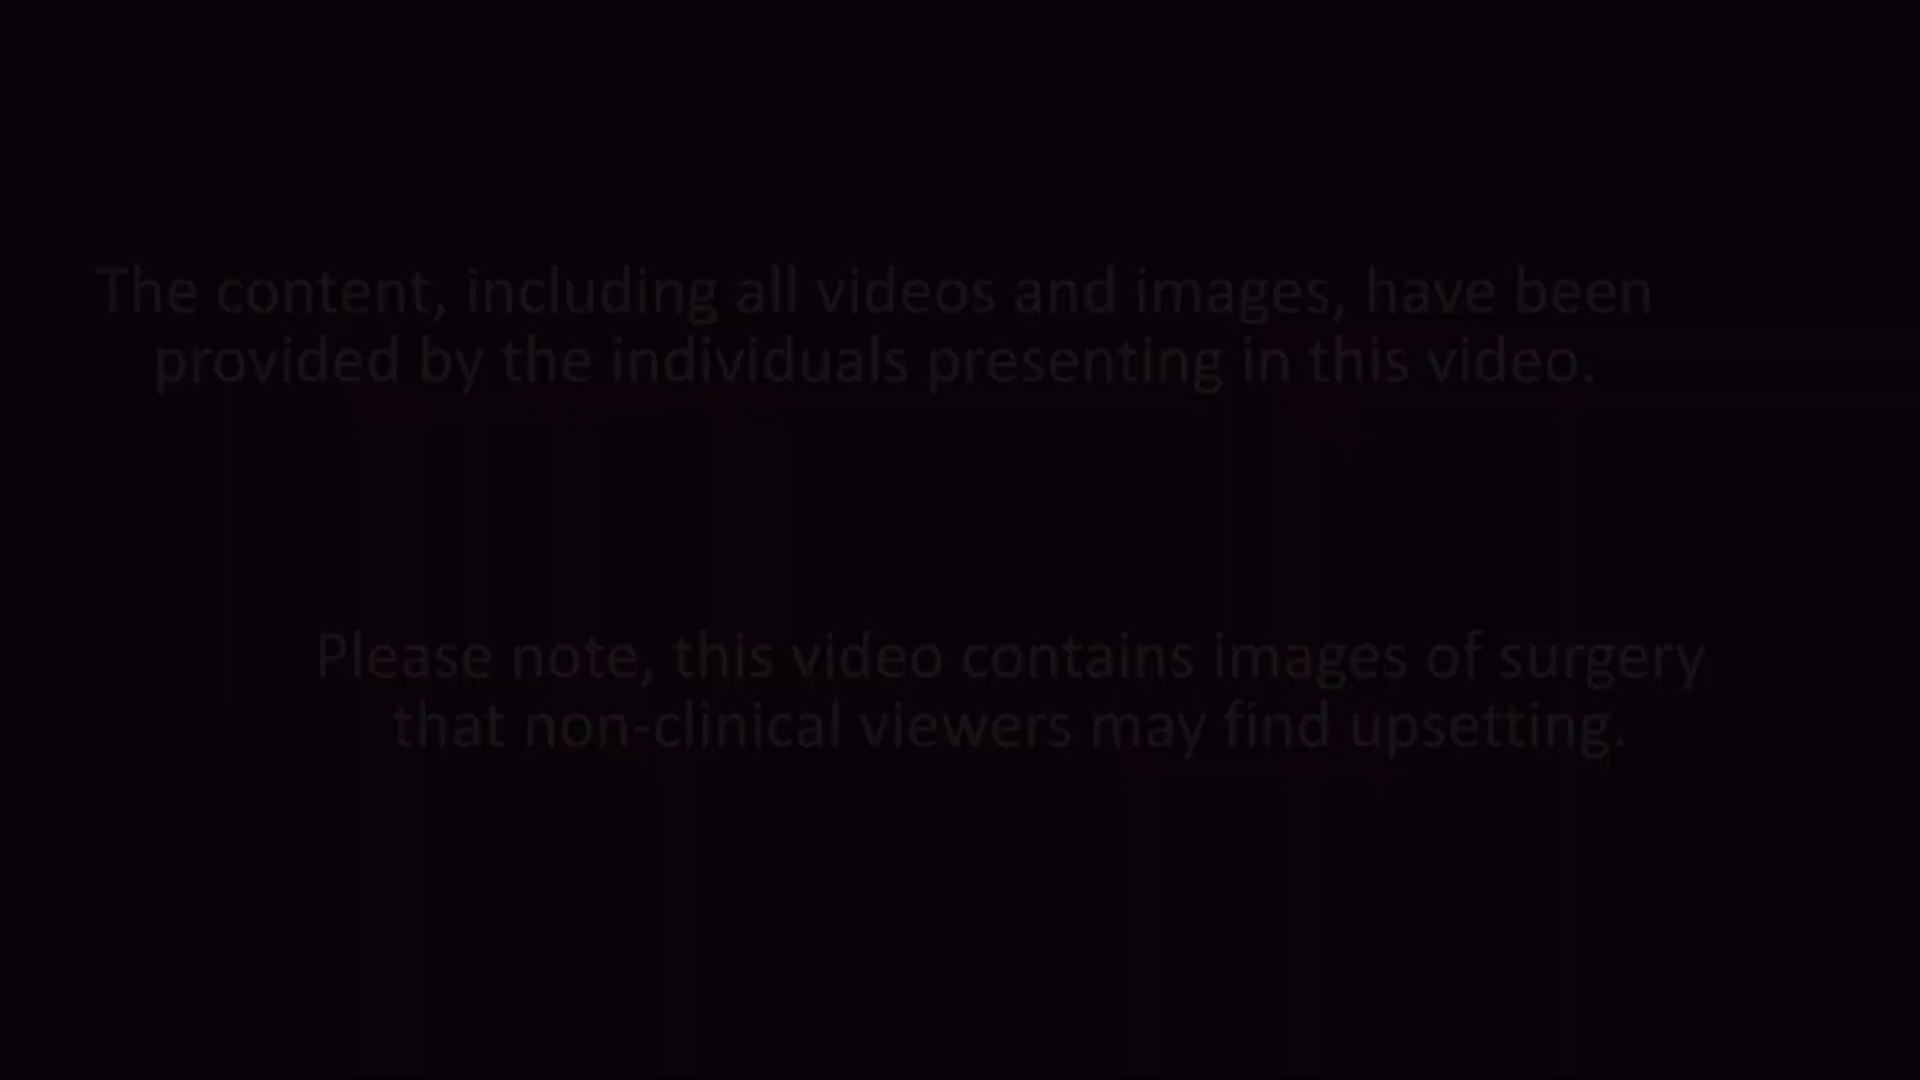 The content, including all videos and images, have been
provided by the individuals presenting in this video.
Please note, this video contains images of surgery
that non-clinical viewers may find upsetting.